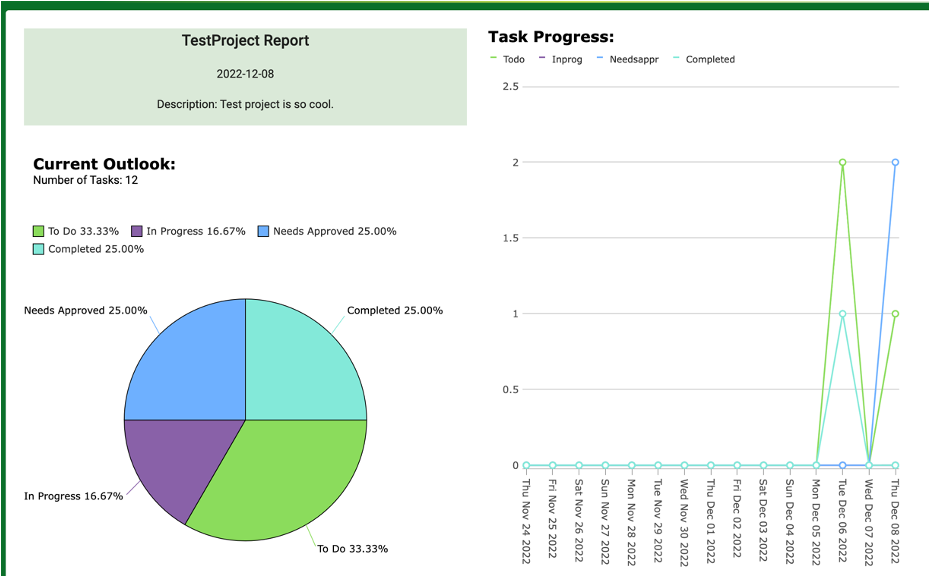 TestProject Report
2022-12-08
Description: Test project is so cool.
Current Outlook:
Number of Tasks: 12
To Do 33.33% In Progress 16.67% Needs Approved 25.00%
Completed 25.00%
Needs Approved 25.00%
Completed 25.00%
In Progress 16.67%
To Do 33.33%
Task Progress:
Todo Inprog Needsappr Completed
2.5
2
1.5
1
0.5
0
Thu Nov 24 2022
Fri Nov 25 2022
Sat Nov 26 2022
Sun Nov 27 2022
Mon Nov 28 2022
Tue Nov 29 2022
Wed Nov 30 2022
Thu Dec 01 2022
Fri Dec 02 2022
Sat Dec 03 2022
Sun Dec 04 2022
Mon Dec 05 2022
Tue Dec 06 2022
Wed Dec 07 2022
Thu Dec 08 2022